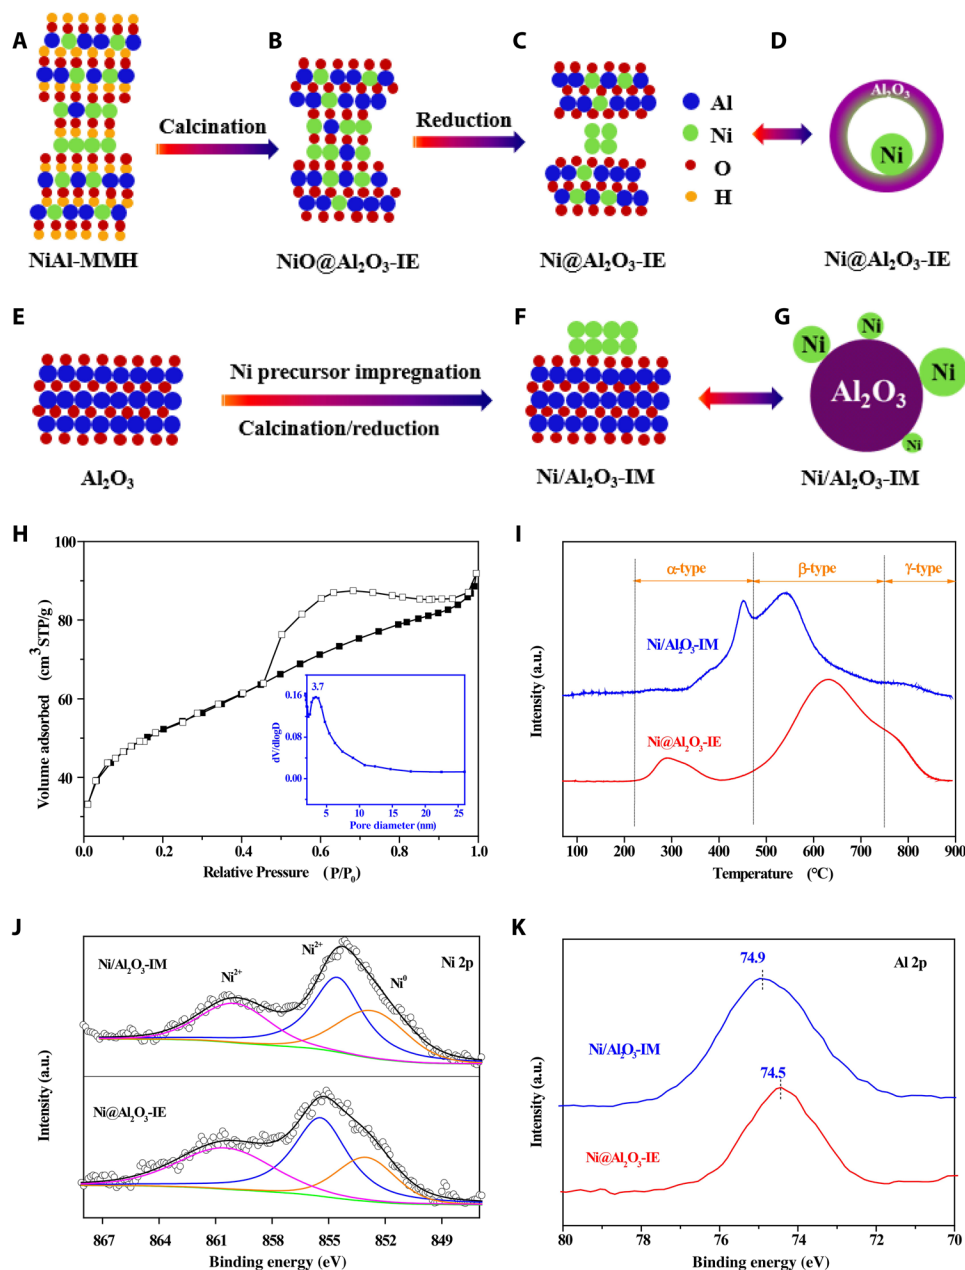 A
B
C
D
Calcination
Reduction
Al
Ni
O
H
Al₂O₃
Ni
NiAl-MMH
NiO@Al₂O₃-IE
Ni@Al₂O₃-IE
Ni@Al₂O₃-IE
E
F
G
Ni precursor impregnation
Calcination/reduction
Ni
Ni
Ni
Al₂O₃
Ni
Al₂O₃
Ni/Al₂O₃-IM
Ni/Al₂O₃-IM
H
100
80
60
40
Volume adsorbed (cm³STP/g)
0.0
0.2
0.4
0.6
0.8
1.0
Relative Pressure (P/P₀)
3.7
0.16
0.08
0.00
dV/dlogD
5
10
15
20
25
Pore diameter (nm)
I
α-type
β-type
γ-type
Ni/Al₂O₃-IM
Ni@Al₂O₃-IE
Intensity (a.u.)
100
200
300
400
500
600
700
800
900
Temperature (°C)
J
Ni/Al₂O₃-IM
Ni²⁺
Ni²⁺
Ni⁰
Ni 2p
Ni@Al₂O₃-IE
Intensity (a.u.)
867
864
861
858
855
852
849
Binding energy (eV)
K
74.9
Al 2p
Ni/Al₂O₃-IM
74.5
Ni@Al₂O₃-IE
Intensity (a.u.)
80
78
76
74
72
70
Binding energy (eV)